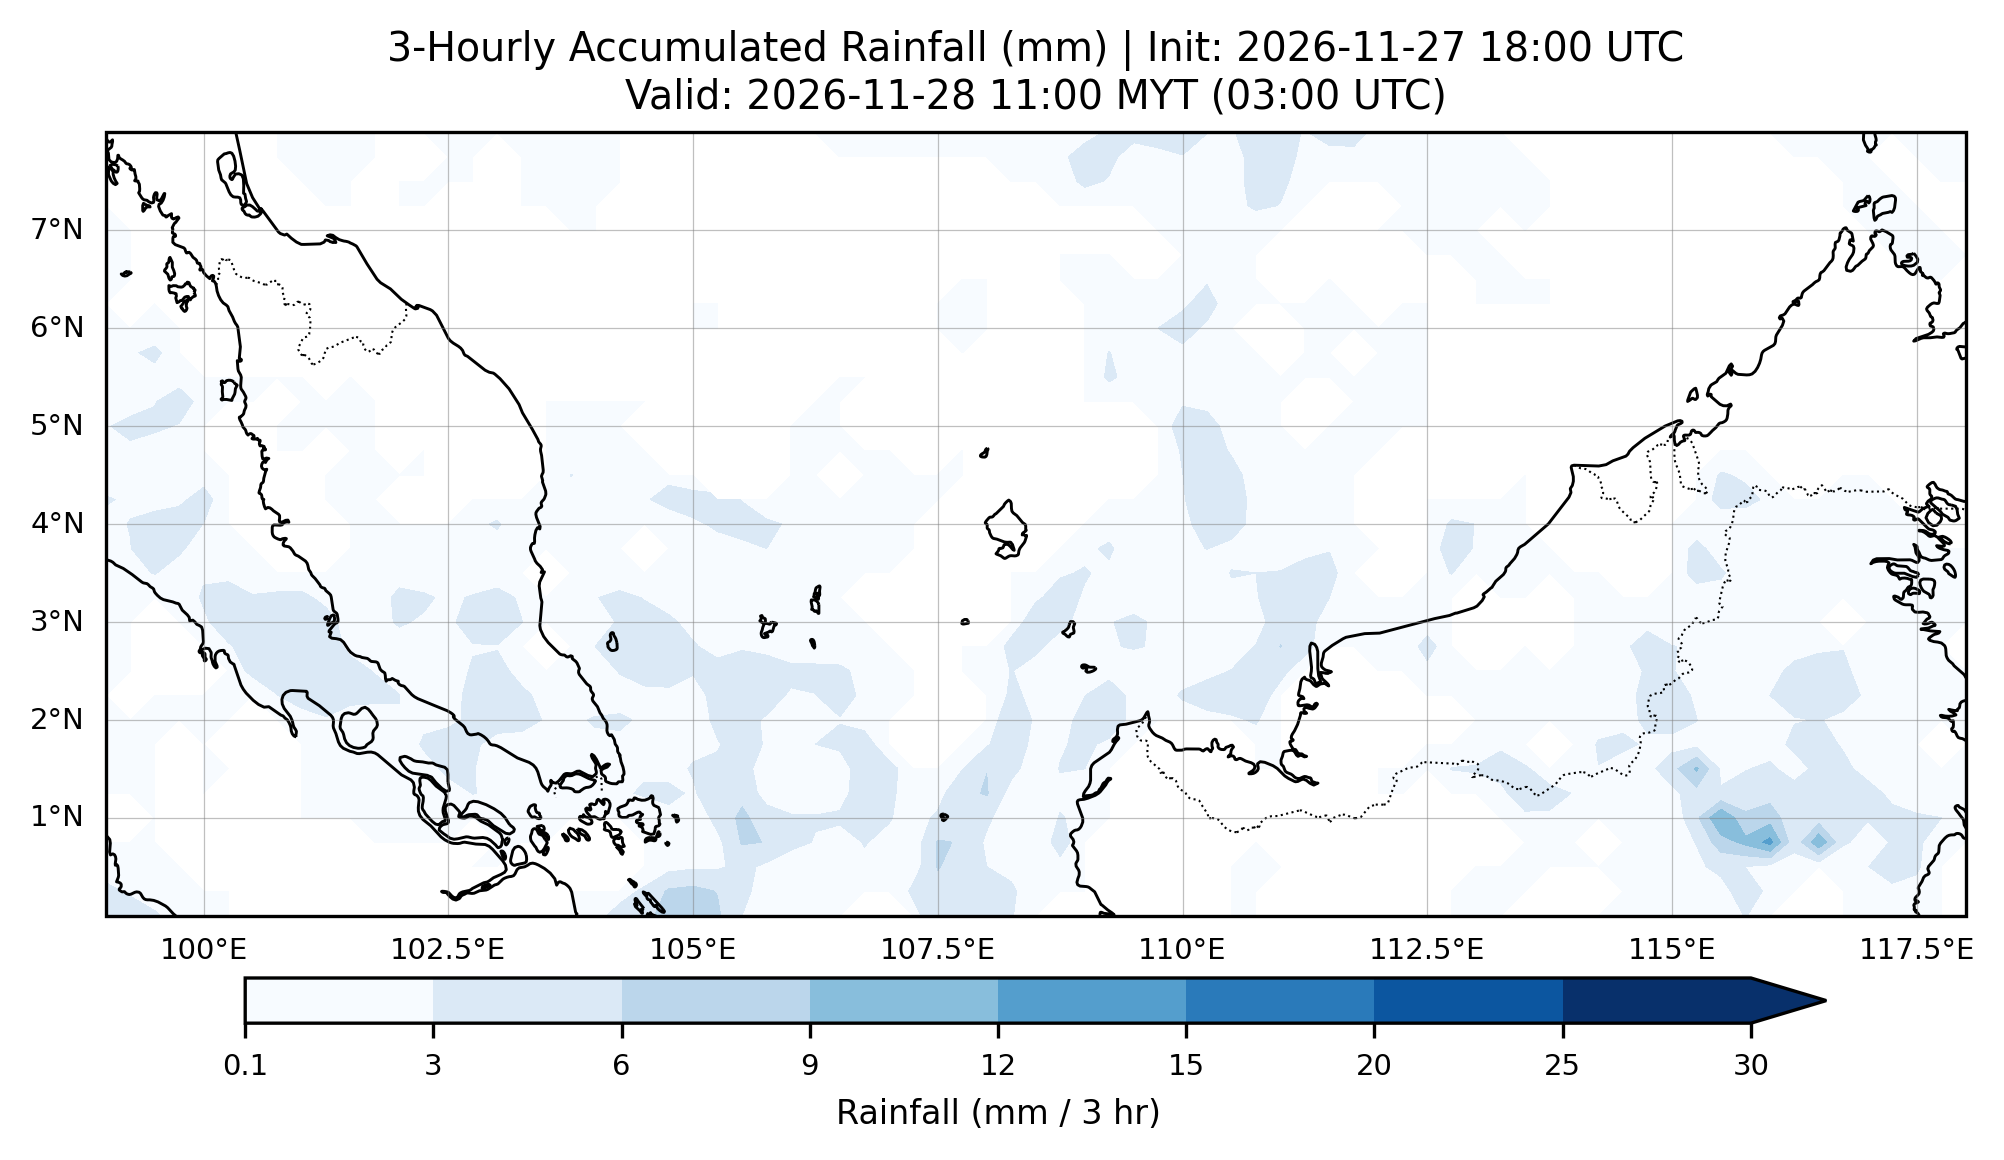 3-Hourly Accumulated Rainfall (mm) | Init: 2026-11-27 18:00 UTC
Valid: 2026-11-28 11:00 MYT (03:00 UTC)
7°N
6°N
5°N
4°N
3°N
2°N
1°N
100°E 102.5°E 105°E 107.5°E 110°E 112.5°E 115°E 117.5°E
0.1 3 6 9 12 15 20 25 30
Rainfall (mm / 3 hr)